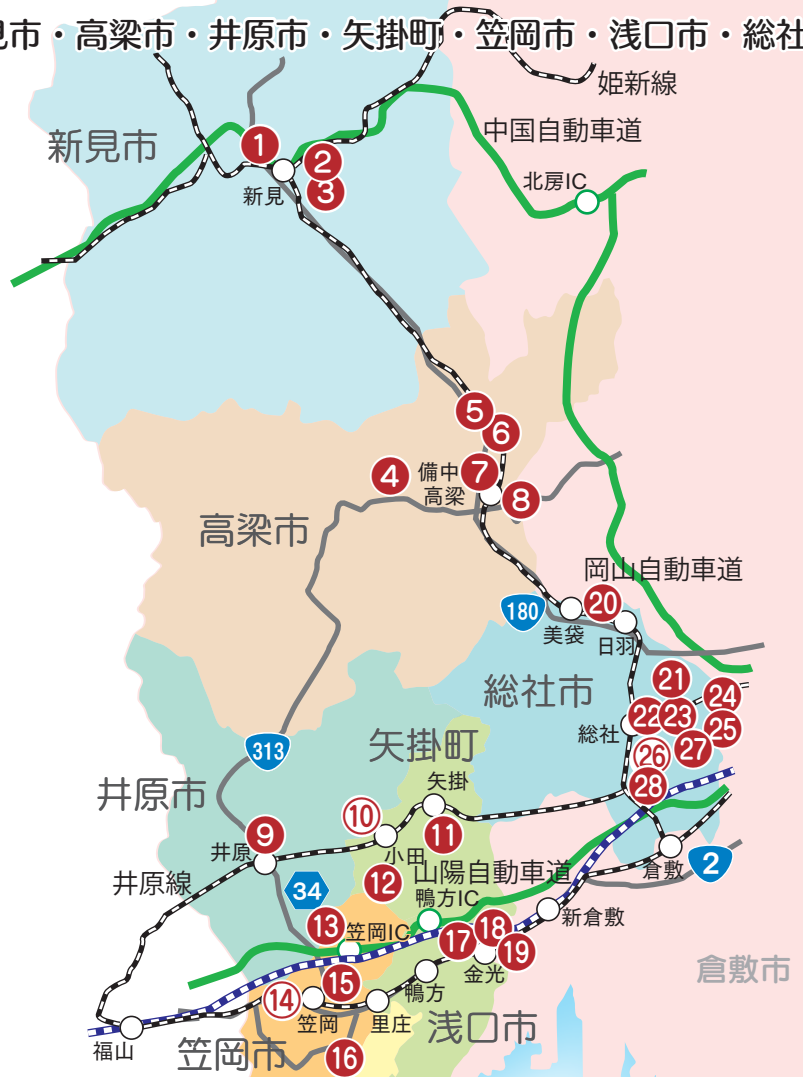 見市・高梁市・井原市・矢掛町・笠岡市・浅口市・総社
姫新線
中国自動車道
新見市
1
2
3
新見
北房IC
5
6
4
備中
高梁
7
8
高梁市
岡山自動車道
180
20
美袋
日羽
総社市
21
22
23
24
25
総社
26
27
28
313
矢掛町
矢掛
井原市
10
11
9
井原
小田
12
山陽自動車道
倉敷
2
井原線
34
鴨方IC
新倉敷
13
笠岡IC
17
18
19
金光
倉敷市
14
15
鴨方
笠岡
里庄
浅口市
福山
笠岡市
16